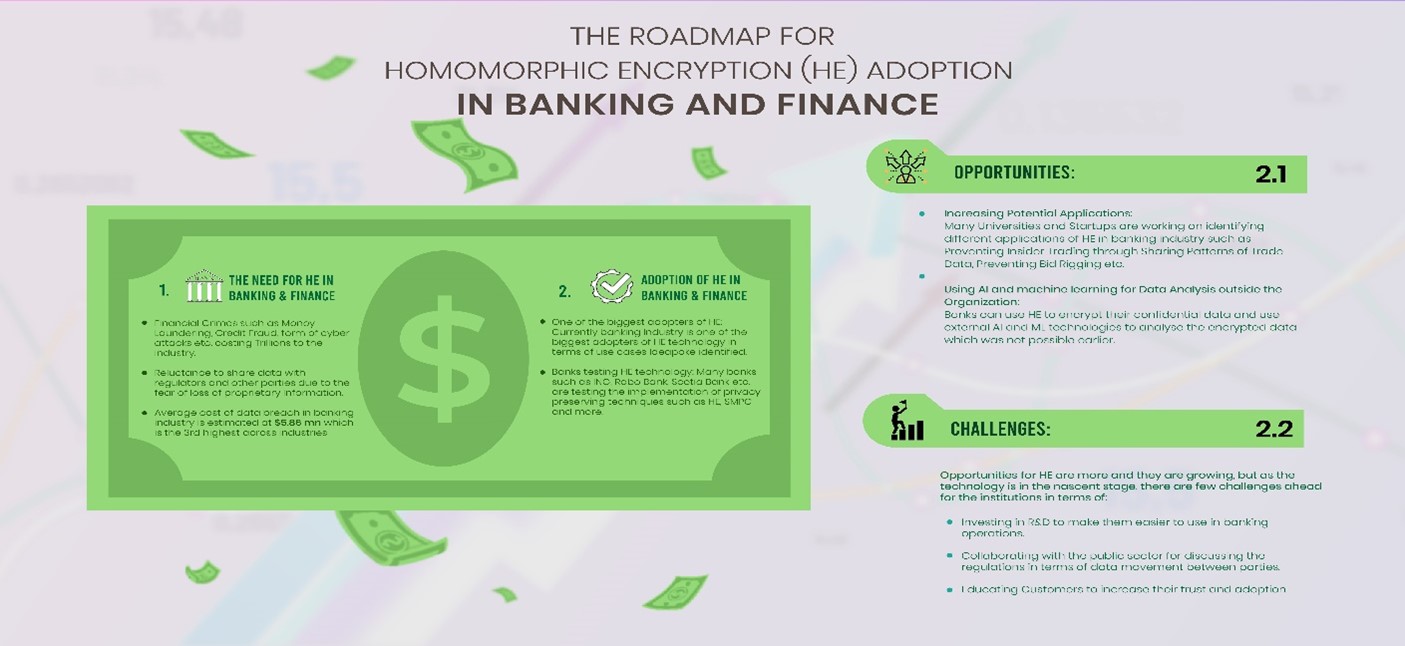 THE ROADMAP FOR
HOMOMORPHIC ENCRYPTION (HE) ADOPTION
IN BANKING AND FINANCE
1.
THE NEED FOR HE IN
BANKING & FINANCE
Financial Crimes such as Money
Laundering, Credit Fraud, form of cyber
attacks etc. costing Trillions to the
Industry.
Reluctance to share data with
regulators and other parties due to the
fear of loss of proprietary information.
Average cost of data breach in banking
industry is estimated at $5.85 mn which
is the 3rd highest across industries
2.
ADOPTION OF HE IN
BANKING & FINANCE
One of the biggest adopters of HE:
Currently banking industry is one of the
biggest adopters of HE technology in
terms of use cases identified.
Banks testing HE technology: Many banks
such as ING, Rabo Bank, Scotia Bank etc.
are testing the implementation of privacy
preserving techniques such as HE, SMPC
and more.
OPPORTUNITIES:
2.1
Increasing Potential Applications:
Many Universities and Startups are working on identifying
different applications of HE in banking industry such as
Preventing Insider Trading through Sharing Patterns of Trade
Data, Preventing Bid Rigging etc.
Using AI and machine learning for Data Analysis outside the
Organization:
Banks can use HE to encrypt their confidential data and use
external AI and ML technologies to analyse the encrypted data
which was not possible earlier.
CHALLENGES:
2.2
Opportunities for HE are more and they are growing, but as the
technology is in the nascent stage, there are few challenges ahead
for the institutions in terms of:
Investing in R&D to make them easier to use in banking
operations.
Collaborating with the public sector for discussing the
regulations in terms of data movement between parties.
Educating Customers to increase their trust and adoption
15,48
15,5